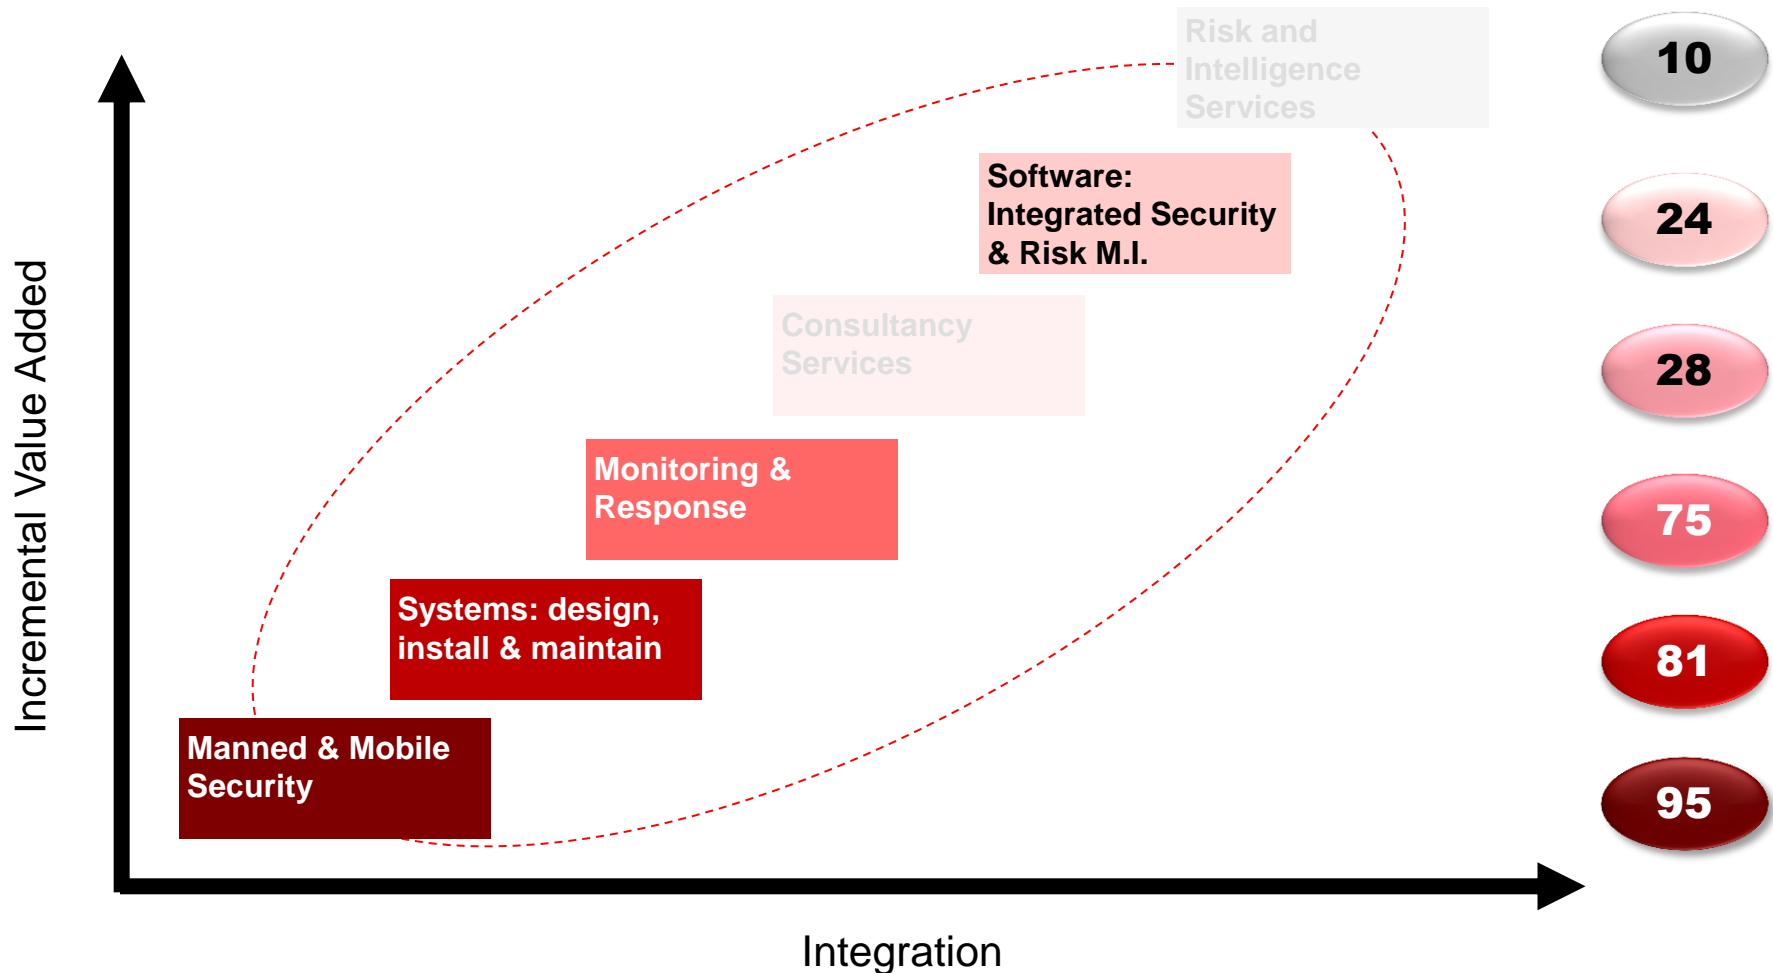 Risk and
Intelligence
Services
10
Software:
Integrated Security
& Risk M.I.
24
Consultancy
Services
28
Monitoring &
Response
75
Systems: design,
install & maintain
81
Manned & Mobile
Security
95
Incremental Value Added
Integration